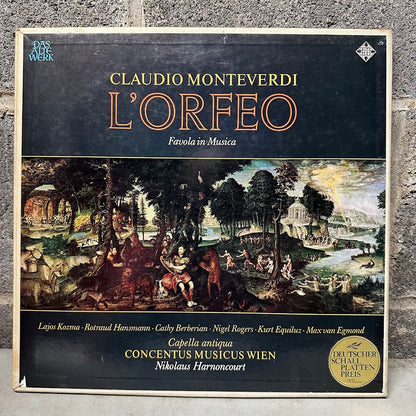 DAS
ALTE
WERK
CLAUDIO MONTEVERDI
L'ORFEO
Favola in Musica
Lajos Kozma · Rotraud Hansmann · Cathy Berberian · Nigel Rogers · Kurt Equiluz · Max van Egmond
Capella antiqua
CONCENTUS MUSICUS WIEN
Nikolaus Harnoncourt
DEUTSCHER
SCHALL
PLATTEN
PREIS